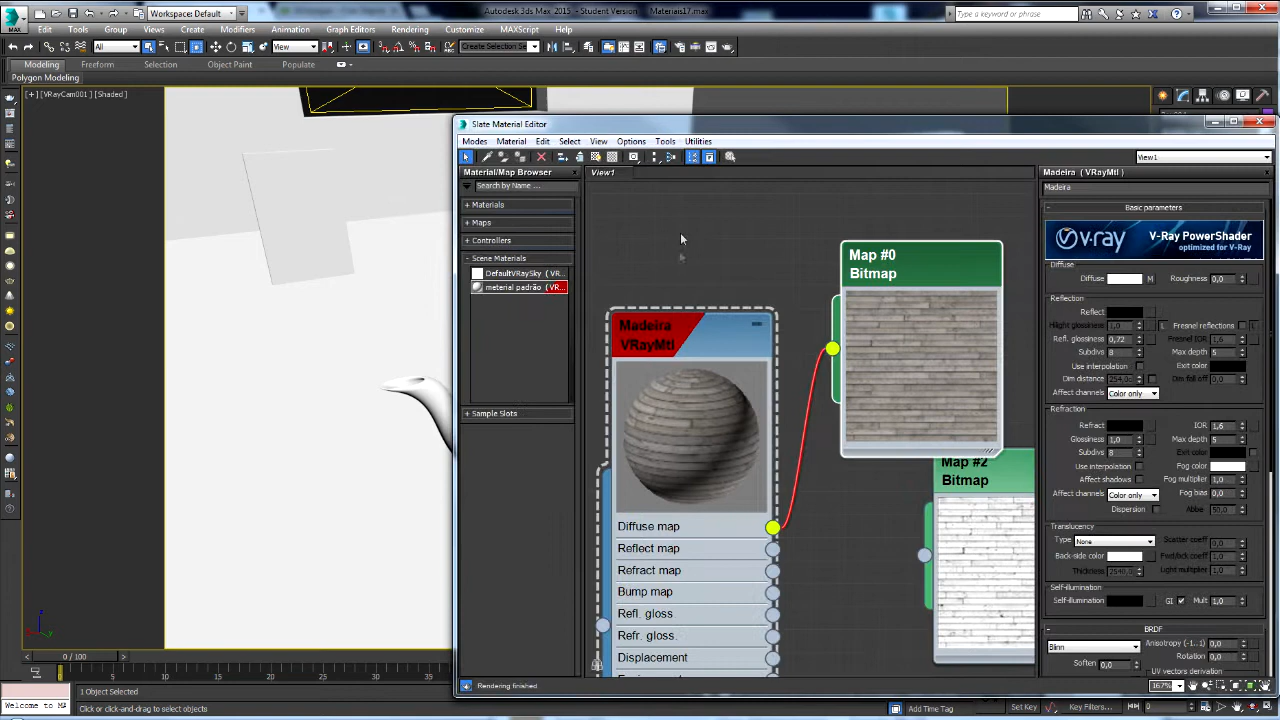 Workspace: Default
Autodesk 3ds Max 2015 - Student Version Materiais17.max
Type a keyword or phrase
MAX
Edit Tools Group Views Create Modifiers Animation Graph Editors Rendering Customize MAXScript Help
All View Create Selection Se
Modeling Freeform Selection Object Paint Populate
Polygon Modeling
[+] [VRayCam001] [Shaded]
Slate Material Editor
Modes Material Edit Select View Options Tools Utilities
View1
Material/Map Browser
Search by Name ...
+ Materials
+ Maps
+ Controllers
- Scene Materials
DefaultVRaySky (VR...
meterial padrão (VR...
+ Sample Slots
View1
Madeira
VRayMtl
Diffuse map
Reflect map
Refract map
Bump map
Refl. gloss
Refr. gloss.
Displacement
Map #0
Bitmap
Map #2
Bitmap
Madeira ( VRayMtl )
Madeira
Basic parameters
v·ray V-Ray PowerShader
optimized for V-Ray
Diffuse
Diffuse M Roughness 0,0
Reflection
Reflect
Hilight glossiness 1,0 L Fresnel reflections L
Refl. glossiness 0,72 Fresnel IOR 1,6
Subdivs 8 Max depth 5
Use interpolation Exit color
Dim distance 254,0 Dim fall off 0,0
Affect channels Color only
Refraction
Refract IOR 1,6
Glossiness 1,0 Max depth 5
Subdivs 8 Exit color
Use interpolation Fog color
Affect shadows Fog multiplier 1,0
Affect channels Color only Fog bias 0,0
Dispersion Abbe 50,0
Translucency
Type None Scatter coeff 0,0
Back-side color Fwd/bck coeff 1,0
Thickness 2540,0 Light multiplier 1,0
Self-illumination
Self-illumination GI Mult 1,0
BRDF
Blinn Anisotropy (-1..1) 0,0
Rotation 0,0
Soften 0,0 UV vectors derivation
Rendering finished
167%
0 / 100
0 5 10 15 20 25 30 35
1 Object Selected
Welcome to M
Click or click-and-drag to select objects
Add Time Tag
Set Key Key Filters... 0